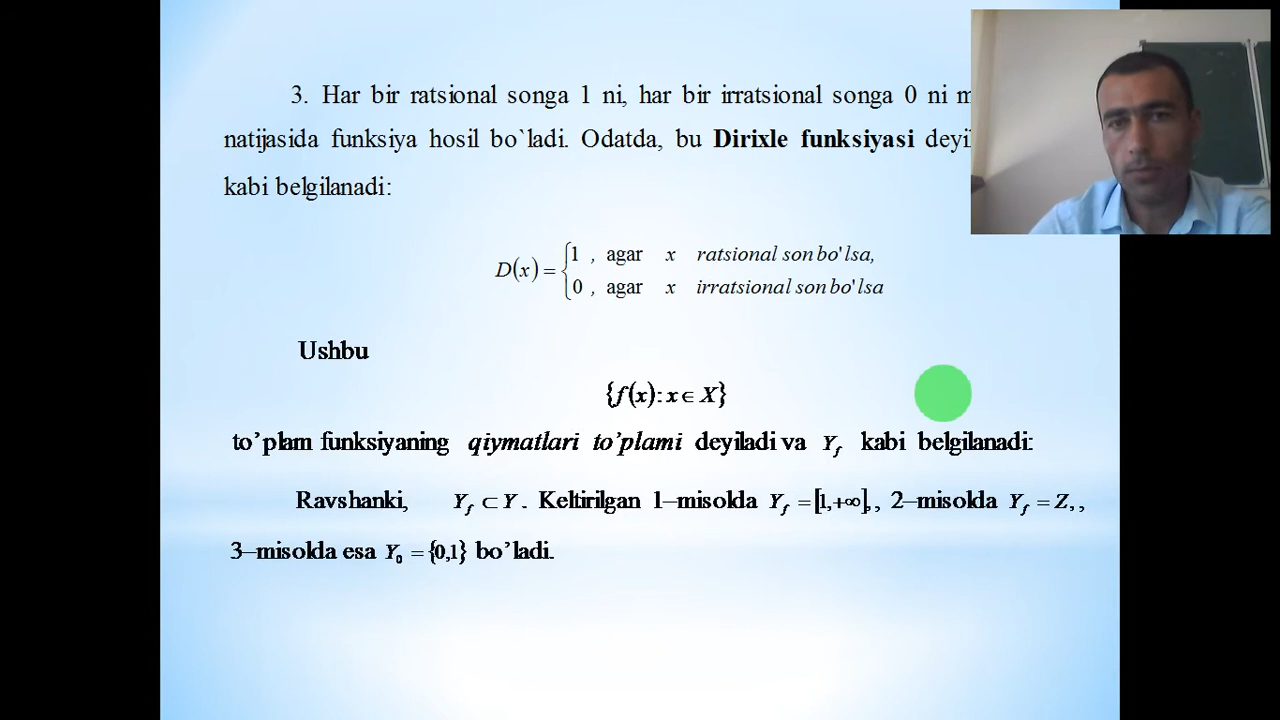 3. Har bir ratsional songa 1 ni, har bir irratsional songa 0 ni
natijasida funksiya hosil bo`ladi. Odatda, bu Dirixle funksiyasi
kabi belgilanadi:
D(x) = { 1 , agar x ratsional son bo'lsa,
0 , agar x irratsional son bo'lsa
Ushbu
{f(x): x ∈ X}
to’plam funksiyaning qiymatlari to’plami deyiladi va Y_f kabi belgilanadi:
Ravshanki, Y_f ⊂ Y. Keltirilgan 1–misolda Y_f = [1,+∞], , 2–misolda Y_f = Z, ,
3–misolda esa Y_0 = {0,1} bo’ladi.